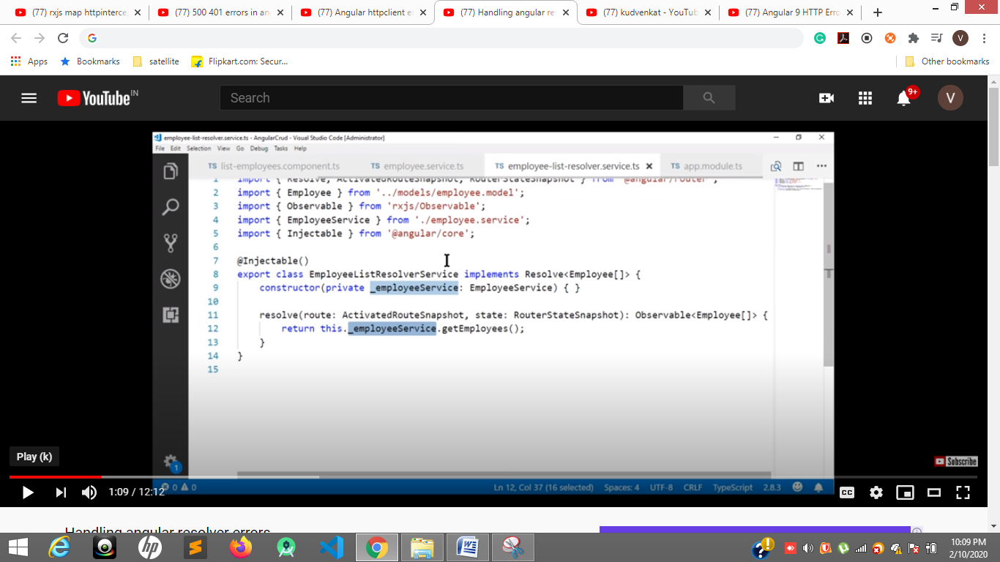 (77) rxjs map httpinterce
(77) 500 401 errors in an
(77) Angular httpclient e
(77) Handling angular re
(77) kudvenkat - YouTub
(77) Angular 9 HTTP Erro
Apps Bookmarks satellite Flipkart.com: Secur... Other bookmarks
YouTube IN
Search
9+
V
employee-list-resolver.service.ts - AngularCrud - Visual Studio Code [Administrator]
File Edit Selection View Go Debug Tasks Help
TS list-employees.component.ts TS employee.service.ts TS employee-list-resolver.service.ts TS app.module.ts
1 import { Resolve, ActivatedRouteSnapshot, RouterStateSnapshot } from '@angular/router';
2 import { Employee } from '../models/employee.model';
3 import { Observable } from 'rxjs/Observable';
4 import { EmployeeService } from './employee.service';
5 import { Injectable } from '@angular/core';
6
7 @Injectable()
8 export class EmployeeListResolverService implements Resolve<Employee[]> {
9 constructor(private _employeeService: EmployeeService) { }
10
11 resolve(route: ActivatedRouteSnapshot, state: RouterStateSnapshot): Observable<Employee[]> {
12 return this._employeeService.getEmployees();
13 }
14 }
15
1
Play (k)
Subscribe
0 0 Ln 12, Col 37 (16 selected) Spaces: 4 UTF-8 CRLF TypeScript 2.8.3
1:09 / 12:12
CC
Handling angular resolver errors
10:09 PM
2/10/2020